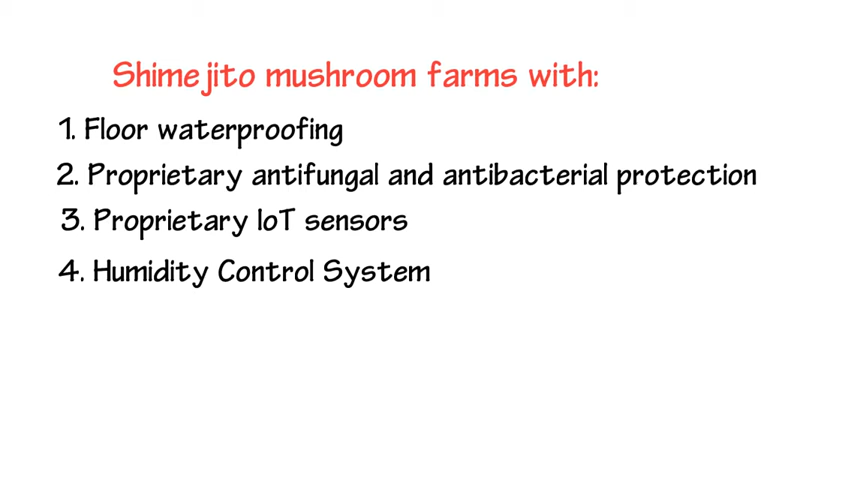 Shimejito mushroom farms with:
1. Floor waterproofing
2. Proprietary antifungal and antibacterial protection
3. Proprietary IoT sensors
4. Humidity Control System